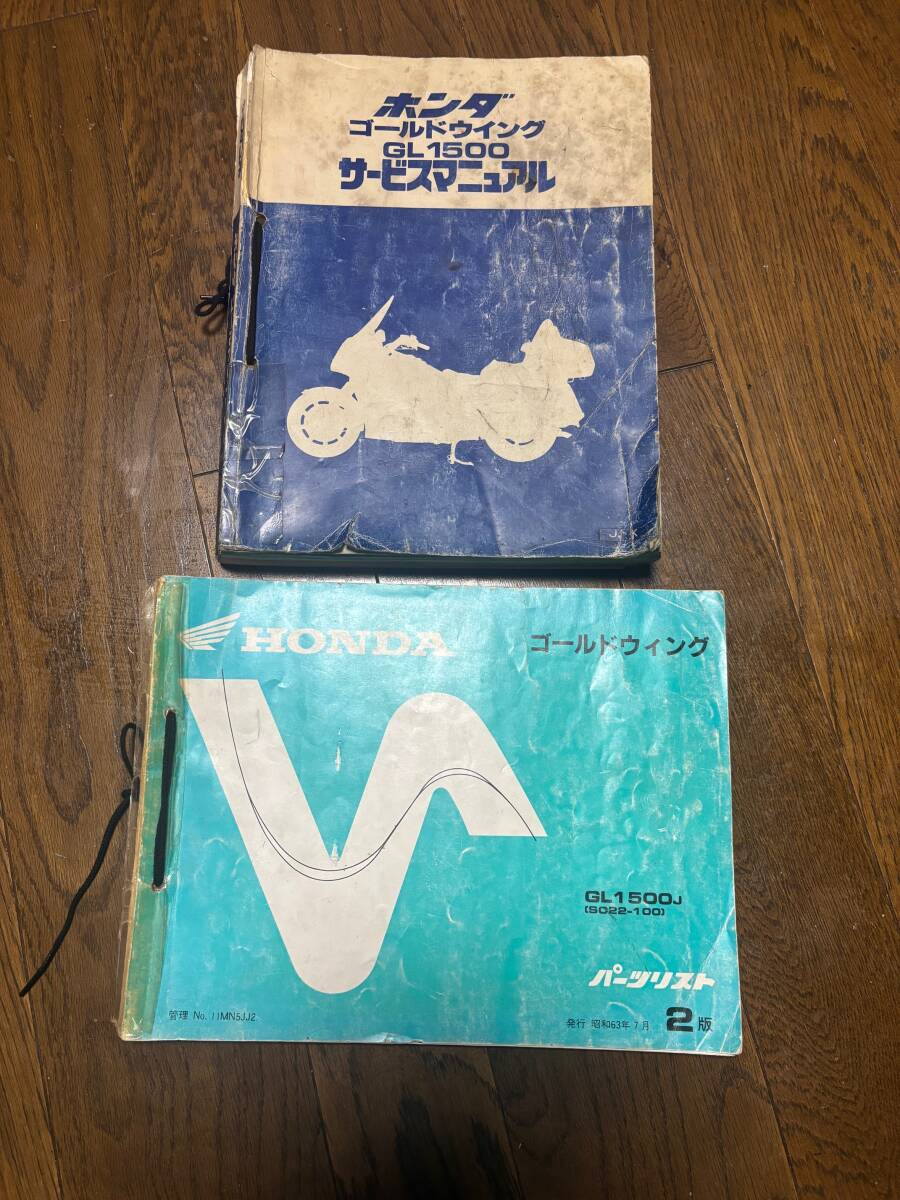 ホンダ
ゴールドウイング
GL1500
サービスマニュアル
HONDA
ゴールドウィング
GL1500J
(SC22-100)
パーツリスト
管理 No. 11MN5JJ2
発行 昭和63年7月 2版